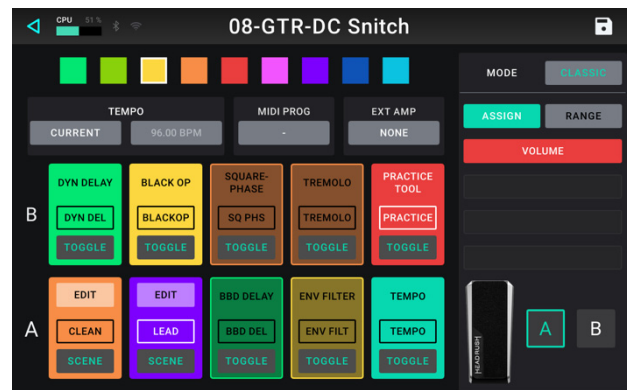 CPU 51 %
08-GTR-DC Snitch
MODE CLASSIC
TEMPO MIDI PROG EXT AMP
CURRENT 96.00 BPM - NONE
ASSIGN RANGE
VOLUME
B
DYN DELAY BLACK OP SQUARE- TREMOLO PRACTICE
PHASE TOOL
DYN DEL BLACKOP SQ PHS TREMOLO PRACTICE
TOGGLE TOGGLE TOGGLE TOGGLE TOGGLE
A
EDIT EDIT BBD DELAY ENV FILTER TEMPO
CLEAN LEAD BBD DEL ENV FILT TEMPO
SCENE SCENE TOGGLE TOGGLE TOGGLE
HEADRUSH
A B